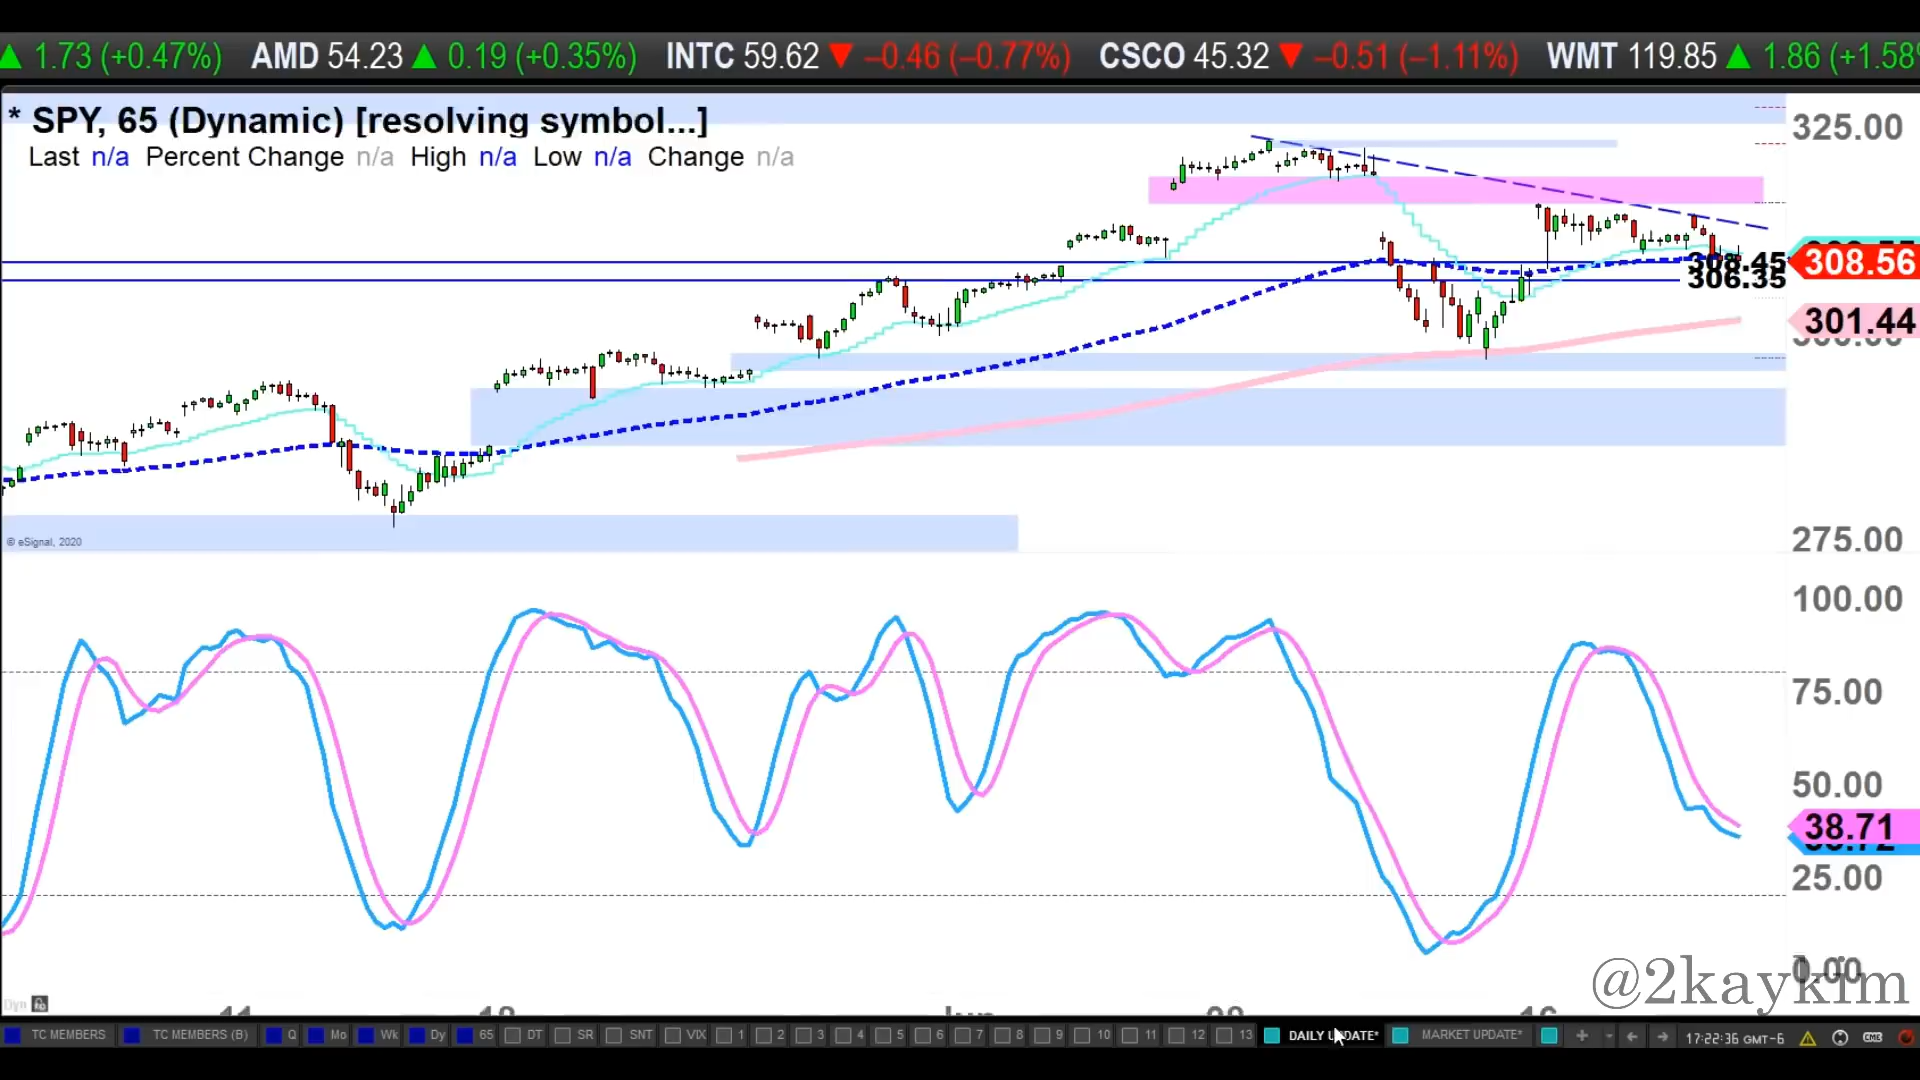 1.73 (+0.47%) AMD 54.23 0.19 (+0.35%) INTC 59.62 −0.46 (−0.77%) CSCO 45.32 −0.51 (−1.11%) WMT 119.85 1.86 (+1.58%
* SPY, 65 (Dynamic) [resolving symbol...]
Last n/a Percent Change n/a High n/a Low n/a Change n/a
325.00
308.45
308.56
306.35
301.44
© eSignal, 2020
275.00
100.00
75.00
50.00
38.71
25.00
@2kaykim
Dyn
TC MEMBERS TC MEMBERS (B) Q Mo Wk Dy 65 DT SR SNT VIX 1 2 3 4 5 6 7 8 9 10 11 12 13 DAILY UPDATE* MARKET UPDATE* 17:22:36 GMT-6